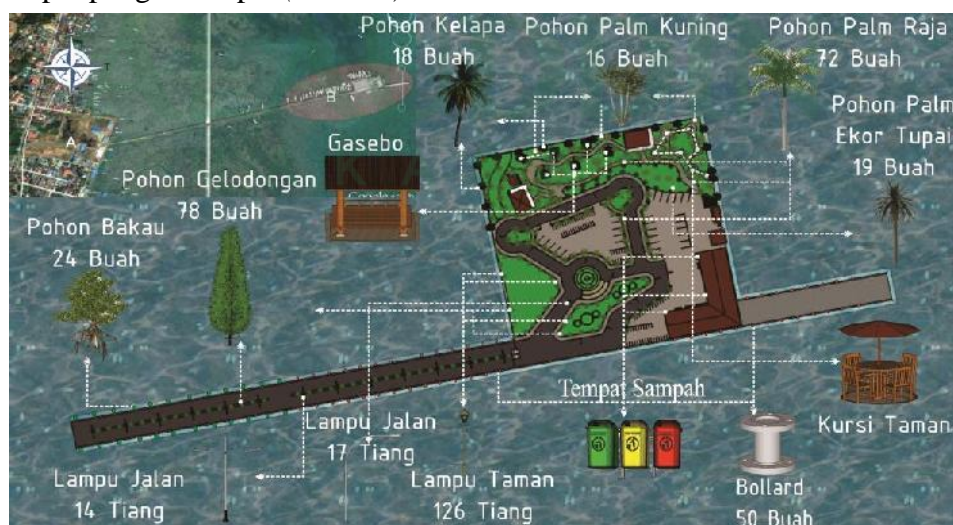 Pohon Kelapa
18 Buah
Pohon Palm Kuning
16 Buah
Pohon Palm Raja
72 Buah
Pohon Palm
Ekor Tupai
19 Buah
Gasebo
Pohon Gelodongan
78 Buah
Pohon Bakau
24 Buah
A
B
T
Tempat Sampah
Kursi Taman
Lampu Jalan
17 Tiang
Lampu Jalan
14 Tiang
Lampu Taman
126 Tiang
Bollard
50 Buah